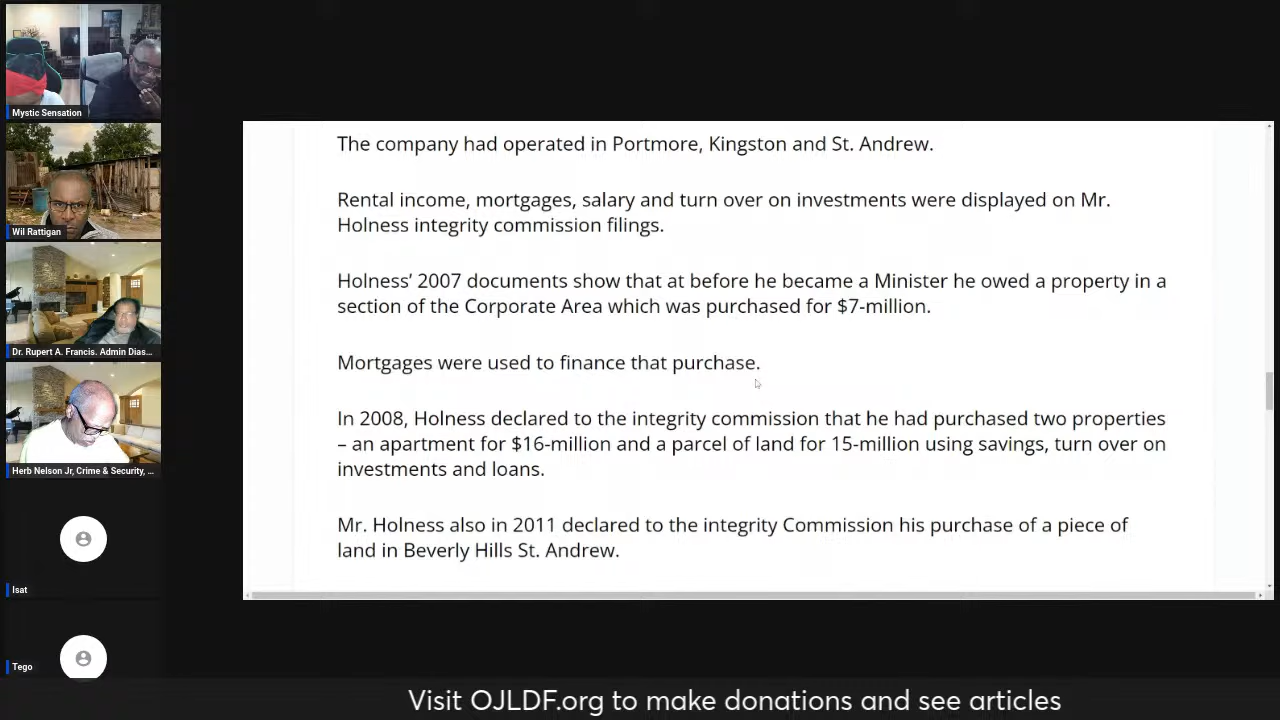 Mystic Sensation
Wil Rattigan
Dr. Rupert A. Francis. Admin Dias...
Herb Nelson Jr, Crime & Security, ...
Isat
Tego
The company had operated in Portmore, Kingston and St. Andrew.
Rental income, mortgages, salary and turn over on investments were displayed on Mr.
Holness integrity commission filings.
Holness’ 2007 documents show that at before he became a Minister he owed a property in a
section of the Corporate Area which was purchased for $7-million.
Mortgages were used to finance that purchase.
In 2008, Holness declared to the integrity commission that he had purchased two properties
– an apartment for $16-million and a parcel of land for 15-million using savings, turn over on
investments and loans.
Mr. Holness also in 2011 declared to the integrity Commission his purchase of a piece of
land in Beverly Hills St. Andrew.
Visit OJLDF.org to make donations and see articles